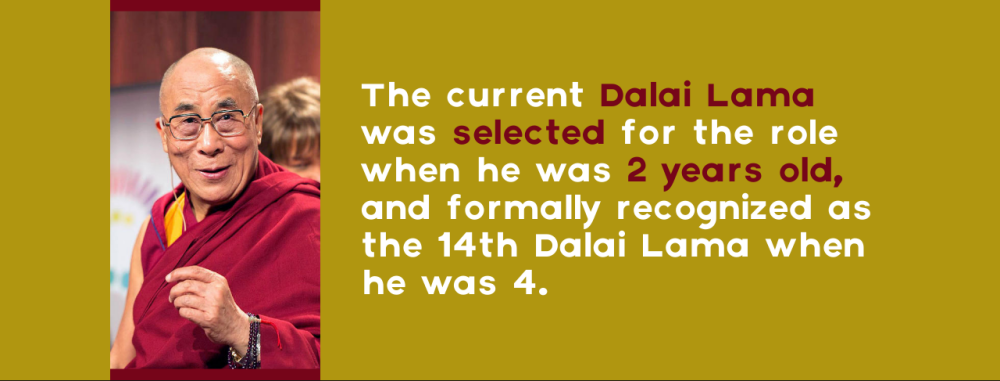 The current Dalai Lama
was selected for the role
when he was 2 years old,
and formally recognized as
the 14th Dalai Lama when
he was 4.